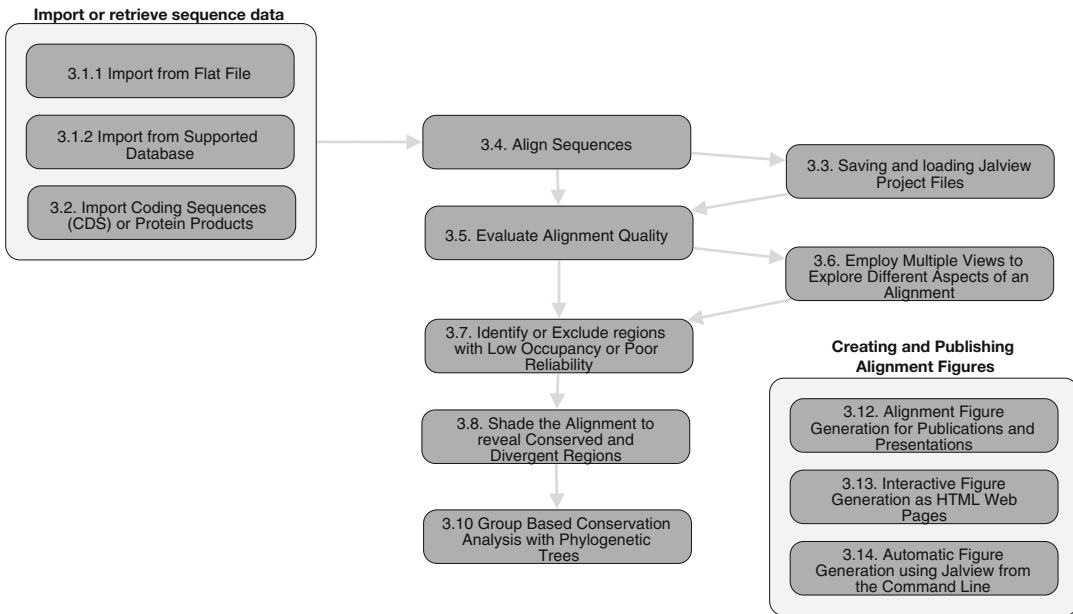 Import or retrieve sequence data
3.1.1 Import from Flat File
3.1.2 Import from Supported
Database
3.2. Import Coding Sequences
(CDS) or Protein Products
3.4. Align Sequences
3.3. Saving and loading Jalview
Project Files
3.5. Evaluate Alignment Quality
3.6. Employ Multiple Views to
Explore Different Aspects of an
Alignment
3.7. Identify or Exclude regions
with Low Occupancy or Poor
Reliability
3.8. Shade the Alignment to
reveal Conserved and
Divergent Regions
3.10 Group Based Conservation
Analysis with Phylogenetic
Trees
Creating and Publishing
Alignment Figures
3.12. Alignment Figure
Generation for Publications and
Presentations
3.13. Interactive Figure
Generation as HTML Web
Pages
3.14. Automatic Figure
Generation using Jalview from
the Command Line